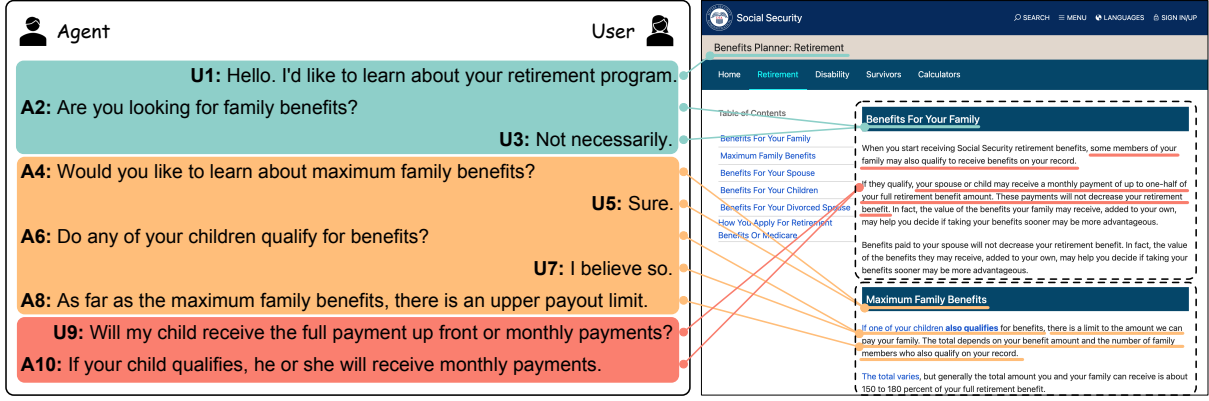 Agent
User
U1: Hello. I'd like to learn about your retirement program.
A2: Are you looking for family benefits?
U3: Not necessarily.
A4: Would you like to learn about maximum family benefits?
U5: Sure.
A6: Do any of your children qualify for benefits?
U7: I believe so.
A8: As far as the maximum family benefits, there is an upper payout limit.
U9: Will my child receive the full payment up front or monthly payments?
A10: If your child qualifies, he or she will receive monthly payments.
Social Security
SEARCH MENU LANGUAGES SIGN IN/UP
Benefits Planner: Retirement
Home Retirement Disability Survivors Calculators
Table of Contents
Benefits For Your Family
Maximum Family Benefits
Benefits For Your Spouse
Benefits For Your Children
Benefits For Your Divorced Spouse
How You Apply For Retirement
Benefits Or Medicare
Benefits For Your Family
When you start receiving Social Security retirement benefits, some members of your
family may also qualify to receive benefits on your record.
If they qualify, your spouse or child may receive a monthly payment of up to one-half of
your full retirement benefit amount. These payments will not decrease your retirement
benefit. In fact, the value of the benefits your family may receive, added to your own,
may help you decide if taking your benefits sooner may be more advantageous.
Benefits paid to your spouse will not decrease your retirement benefit. In fact, the value
of the benefits they may receive, added to your own, may help you decide if taking your
benefits sooner may be more advantageous.
Maximum Family Benefits
If one of your children also qualifies for benefits, there is a limit to the amount we can
pay your family. The total depends on your benefit amount and the number of family
members who also qualify on your record.
The total varies, but generally the total amount you and your family can receive is about
150 to 180 percent of your full retirement benefit.